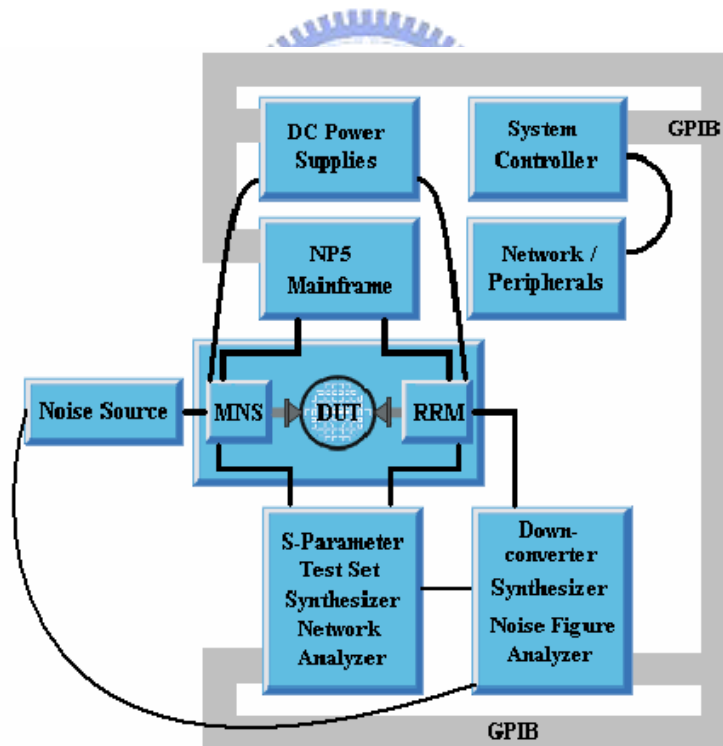 DC Power
Supplies
System
Controller
GPIB
NP5
Mainframe
Network /
Peripherals
Noise Source
MNS
DUT
RRM
S-Parameter
Test Set
Synthesizer
Network
Analyzer
Down-
converter
Synthesizer
Noise Figure
Analyzer
GPIB